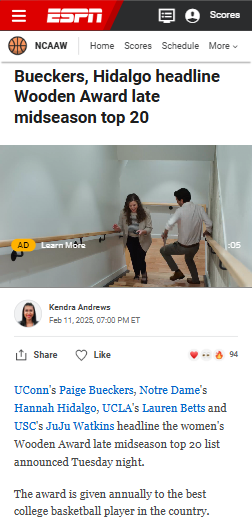 ESPN
Scores
NCAAW
Home Scores Schedule More
Bueckers, Hidalgo headline
Wooden Award late
midseason top 20
AD Learn More :05
Kendra Andrews
Feb 11, 2025, 07:00 PM ET
Share Like 94
UConn's Paige Bueckers, Notre Dame's
Hannah Hidalgo, UCLA's Lauren Betts and
USC's JuJu Watkins headline the women's
Wooden Award late midseason top 20 list
announced Tuesday night.
The award is given annually to the best
college basketball player in the country.